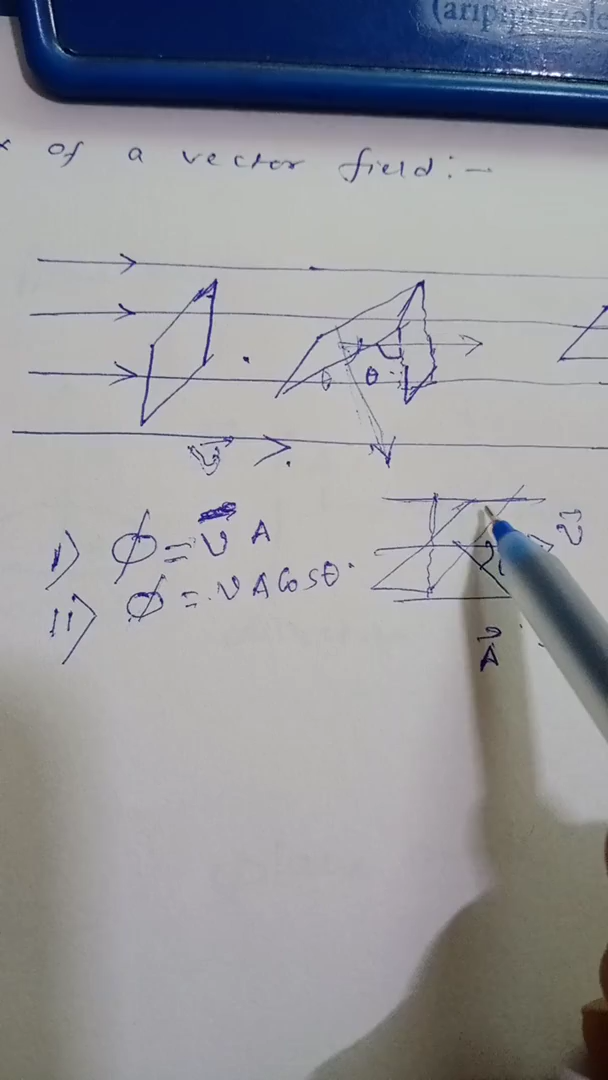 of a vector field:-
θ θ
v⃗
I) ϕ = v A
II) ϕ = v A Cosθ.
v⃗
A⃗